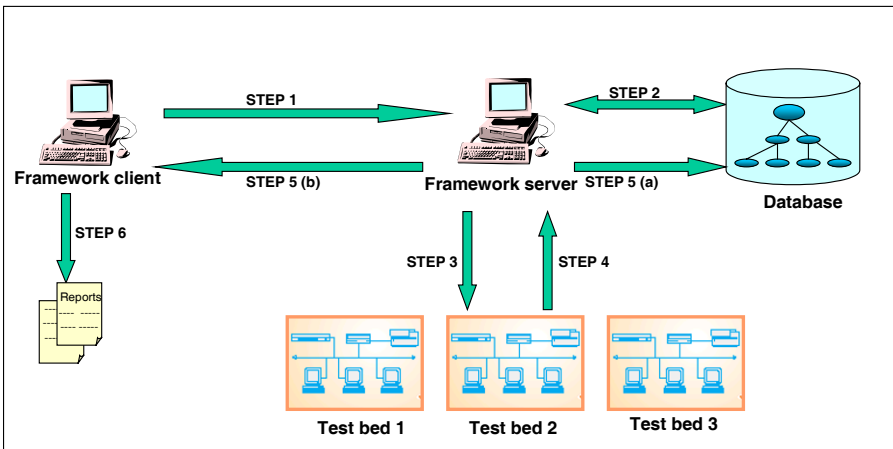 STEP 1
STEP 2
Framework client
STEP 5 (b)
Framework server
STEP 5 (a)
Database
STEP 6
STEP 3
STEP 4
Reports
Test bed 1
Test bed 2
Test bed 3